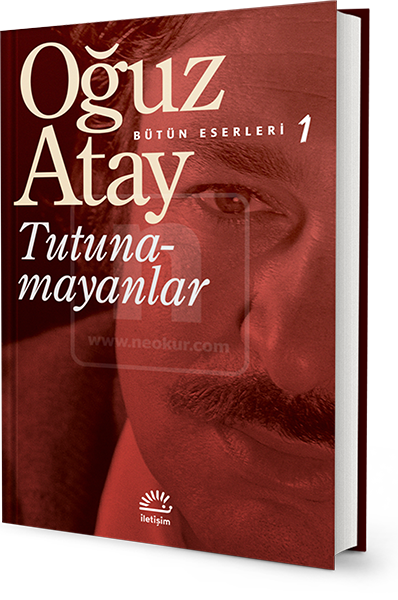 Oğuz
BÜTÜN ESERLERİ 1
Atay
Tutuna-
mayanlar
www.neokur.com
iletişim